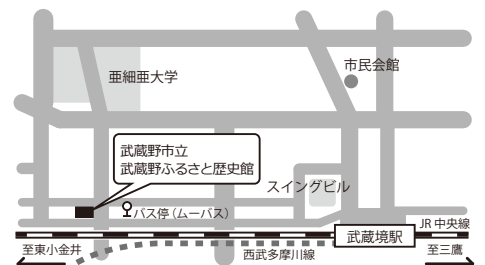 市民会館
亜細亜大学
武蔵野市立
武蔵野ふるさと歴史館
スイングビル
バス停（ムーバス）
JR 中央線
武蔵境駅
至東小金井
西武多摩川線
至三鷹